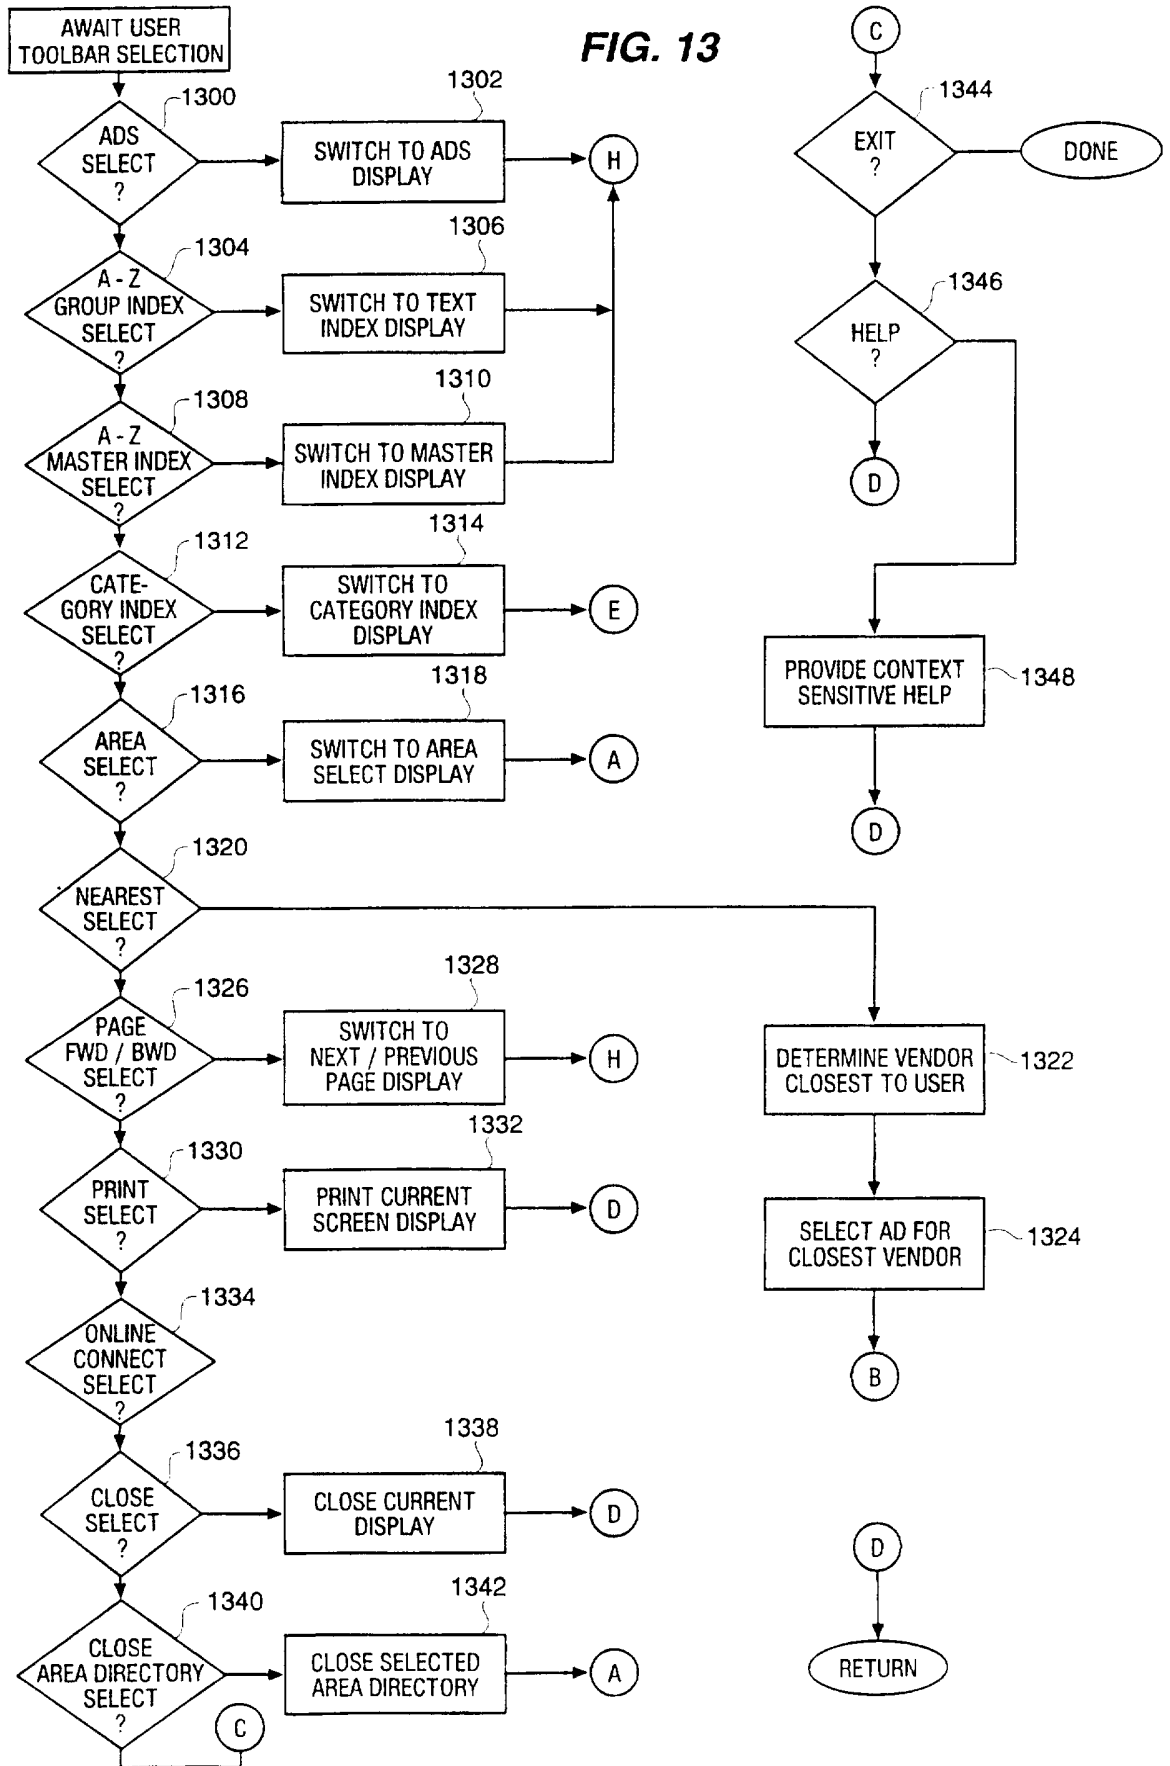 FIG. 13
AWAIT USER
TOOLBAR SELECTION
1300
ADS
SELECT
?
1302
SWITCH TO ADS
DISPLAY
H
1304
A - Z
GROUP INDEX
SELECT
?
1306
SWITCH TO TEXT
INDEX DISPLAY
1308
A - Z
MASTER INDEX
SELECT
?
1310
SWITCH TO MASTER
INDEX DISPLAY
1312
CATE-
GORY INDEX
SELECT
?
1314
SWITCH TO
CATEGORY INDEX
DISPLAY
E
1316
AREA
SELECT
?
1318
SWITCH TO AREA
SELECT DISPLAY
A
1320
NEAREST
SELECT
?
1326
PAGE
FWD / BWD
SELECT
?
1328
SWITCH TO
NEXT / PREVIOUS
PAGE DISPLAY
H
1330
PRINT
SELECT
?
1332
PRINT CURRENT
SCREEN DISPLAY
D
1334
ONLINE
CONNECT
SELECT
?
1336
CLOSE
SELECT
?
1338
CLOSE CURRENT
DISPLAY
D
1340
CLOSE
AREA DIRECTORY
SELECT
?
1342
CLOSE SELECTED
AREA DIRECTORY
A
C
C
1344
EXIT
?
DONE
1346
HELP
?
D
PROVIDE CONTEXT
SENSITIVE HELP
1348
D
DETERMINE VENDOR
CLOSEST TO USER
1322
SELECT AD FOR
CLOSEST VENDOR
1324
B
D
RETURN